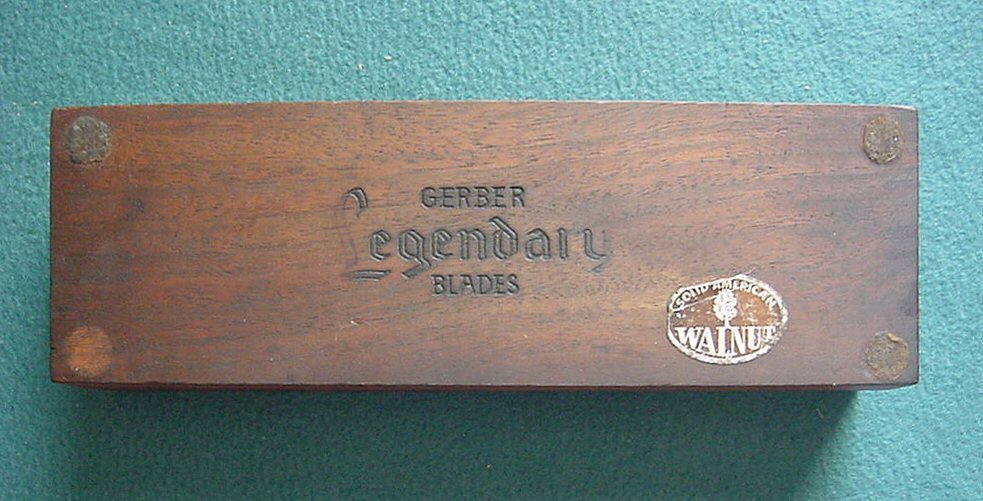 GERBER
Legendary
BLADES
SOLID AMERICAN
WALNUT